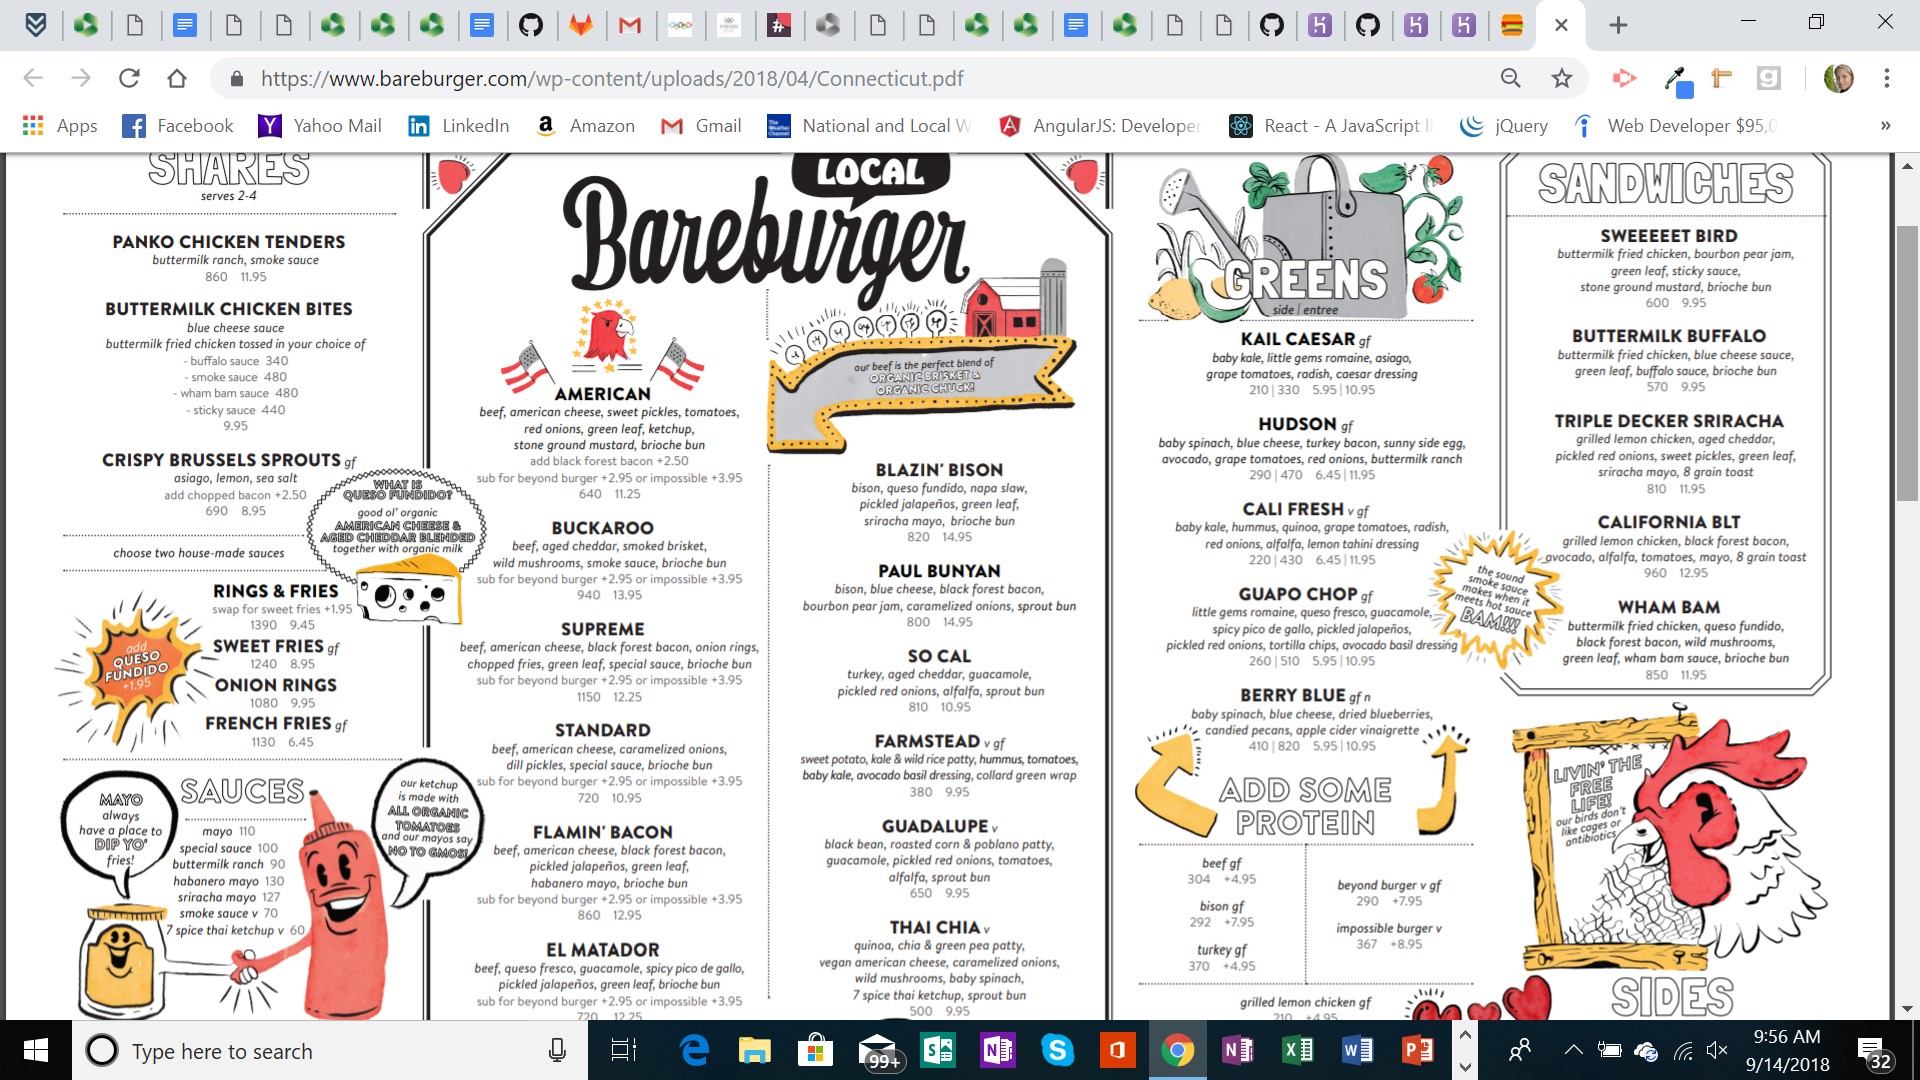 https://www.bareburger.com/wp-content/uploads/2018/04/Connecticut.pdf
Apps
Facebook
Yahoo Mail
LinkedIn
Amazon
Gmail
National and Local W
AngularJS: Developer
React - A JavaScript li
jQuery
Web Developer $95,0
»
SHARES
serves 2-4
PANKO CHICKEN TENDERS
buttermilk ranch, smoke sauce
860 11.95
BUTTERMILK CHICKEN BITES
blue cheese sauce
buttermilk fried chicken tossed in your choice of
- buffalo sauce 340
- smoke sauce 480
- wham bam sauce 480
- sticky sauce 440
9.95
CRISPY BRUSSELS SPROUTS gf
asiago, lemon, sea salt
add chopped bacon +2.50
690 8.95
WHAT IS
QUESO FUNDIDO?
good ol' organic
AMERICAN CHEESE &
AGED CHEDDAR BLENDED
together with organic milk
choose two house-made sauces
RINGS & FRIES
swap for sweet fries +1.95
1390 9.45
SWEET FRIES gf
1240 8.95
ONION RINGS
1080 9.95
FRENCH FRIES gf
1130 6.45
add
QUESO
FUNDIDO
+1.95
SAUCES
mayo 110
special sauce 100
buttermilk ranch 90
habanero mayo 130
sriracha mayo 127
smoke sauce v 70
7 spice thai ketchup v 60
MAYO
always
have a place to
DIP YO'
fries!
our ketchup
is made with
ALL ORGANIC
TOMATOES
and our mayos say
NO TO GMOS!
LOCAL
Bareburger
AMERICAN
beef, american cheese, sweet pickles, tomatoes,
red onions, green leaf, ketchup,
stone ground mustard, brioche bun
add black forest bacon +2.50
sub for beyond burger +2.95 or impossible +3.95
640 11.25
BUCKAROO
beef, aged cheddar, smoked brisket,
wild mushrooms, smoke sauce, brioche bun
sub for beyond burger +2.95 or impossible +3.95
940 13.95
SUPREME
beef, american cheese, black forest bacon, onion rings,
chopped fries, green leaf, special sauce, brioche bun
sub for beyond burger +2.95 or impossible +3.95
1150 12.25
STANDARD
beef, american cheese, caramelized onions,
dill pickles, special sauce, brioche bun
sub for beyond burger +2.95 or impossible +3.95
720 10.95
FLAMIN' BACON
beef, american cheese, black forest bacon,
pickled jalapeños, green leaf,
habanero mayo, brioche bun
sub for beyond burger +2.95 or impossible +3.95
860 12.95
EL MATADOR
beef, queso fresco, guacamole, spicy pico de gallo,
pickled jalapeños, green leaf, brioche bun
sub for beyond burger +2.95 or impossible +3.95
720 12.25
our beef is the perfect blend of
ORGANIC BRISKET &
ORGANIC CHUCK!
BLAZIN' BISON
bison, queso fundido, napa slaw,
pickled jalapeños, green leaf,
sriracha mayo, brioche bun
820 14.95
PAUL BUNYAN
bison, blue cheese, black forest bacon,
bourbon pear jam, caramelized onions, sprout bun
800 14.95
SO CAL
turkey, aged cheddar, guacamole,
pickled red onions, alfalfa, sprout bun
810 10.95
FARMSTEAD v gf
sweet potato, kale & wild rice patty, hummus, tomatoes,
baby kale, avocado basil dressing, collard green wrap
380 9.95
GUADALUPE v
black bean, roasted corn & poblano patty,
guacamole, pickled red onions, tomatoes,
alfalfa, sprout bun
650 9.95
THAI CHIA v
quinoa, chia & green pea patty,
vegan american cheese, caramelized onions,
wild mushrooms, baby spinach,
7 spice thai ketchup, sprout bun
500 9.95
GREENS
side | entree
KAIL CAESAR gf
baby kale, little gems romaine, asiago,
grape tomatoes, radish, caesar dressing
210 | 330 5.95 | 10.95
HUDSON gf
baby spinach, blue cheese, turkey bacon, sunny side egg,
avocado, grape tomatoes, red onions, buttermilk ranch
290 | 470 6.45 | 11.95
CALI FRESH v gf
baby kale, hummus, quinoa, grape tomatoes, radish,
red onions, alfalfa, lemon tahini dressing
220 | 430 6.45 | 11.95
GUAPO CHOP gf
little gems romaine, queso fresco, guacamole,
spicy pico de gallo, pickled jalapeños,
pickled red onions, tortilla chips, avocado basil dressing
260 | 510 5.95 | 10.95
BERRY BLUE gf n
baby spinach, blue cheese, dried blueberries,
candied pecans, apple cider vinaigrette
410 | 820 5.95 | 10.95
ADD SOME
PROTEIN
beef gf
304 +4.95
bison gf
292 +7.95
turkey gf
370 +4.95
beyond burger v gf
290 +7.95
impossible burger v
367 +8.95
grilled lemon chicken gf
210 +4.95
SANDWICHES
SWEEEEET BIRD
buttermilk fried chicken, bourbon pear jam,
green leaf, sticky sauce,
stone ground mustard, brioche bun
600 9.95
BUTTERMILK BUFFALO
buttermilk fried chicken, blue cheese sauce,
green leaf, buffalo sauce, brioche bun
570 9.95
TRIPLE DECKER SRIRACHA
grilled lemon chicken, aged cheddar,
pickled red onions, sweet pickles, green leaf,
sriracha mayo, 8 grain toast
810 11.95
CALIFORNIA BLT
grilled lemon chicken, black forest bacon,
avocado, alfalfa, tomatoes, mayo, 8 grain toast
960 12.95
WHAM BAM
buttermilk fried chicken, queso fundido,
black forest bacon, wild mushrooms,
green leaf, wham bam sauce, brioche bun
850 11.95
the sound
smoke sauce
makes when it
meets hot sauce
BAM!!!
LIVIN' THE
FREE
LIFE!
our birds don't
like cages or
antibiotics
SIDES
Type here to search
99+
9:56 AM
9/14/2018
32